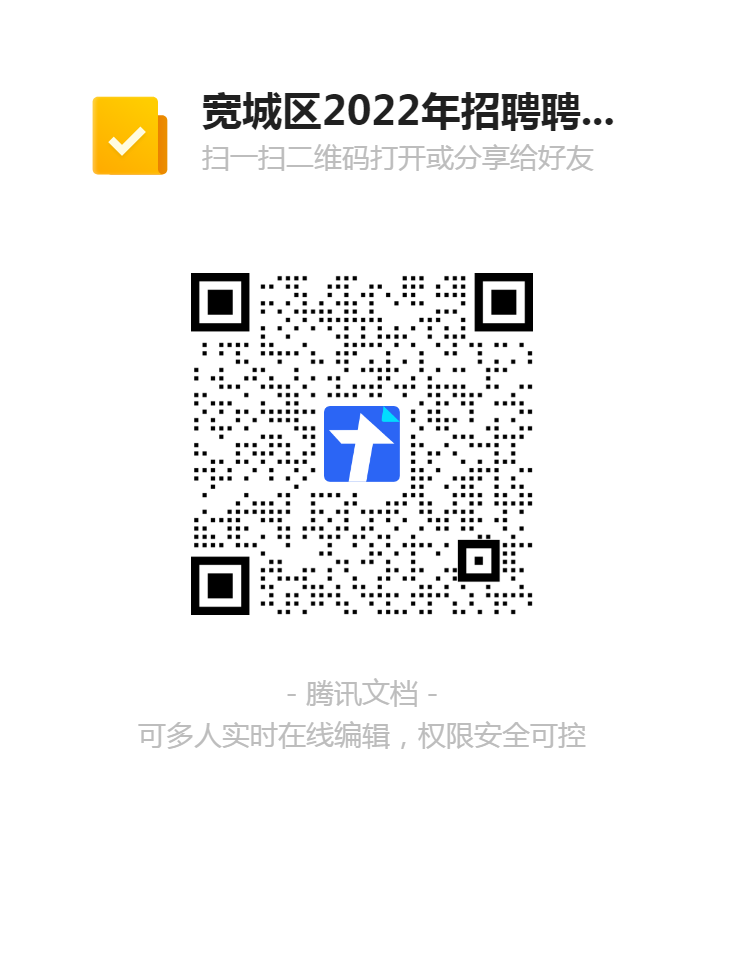 宽城区2022年招聘聘...
扫一扫二维码打开或分享给好友
- 腾讯文档 -
可多人实时在线编辑，权限安全可控